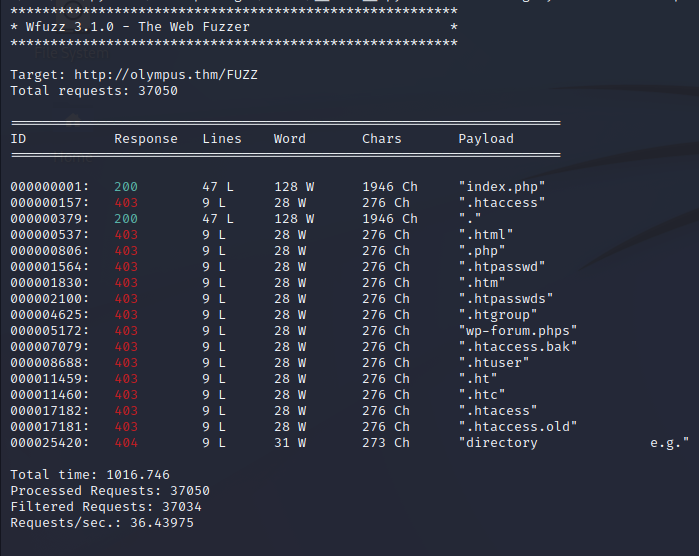 ********************************************************
* Wfuzz 3.1.0 - The Web Fuzzer                         *
********************************************************
Target: http://olympus.thm/FUZZ
Total requests: 37050
=====================================================================
ID           Response   Lines    Word       Chars       Payload
=====================================================================
000000001:   200        47 L     128 W      1946 Ch     "index.php"
000000157:   403        9 L      28 W       276 Ch      ".htaccess"
000000379:   200        47 L     128 W      1946 Ch     "."
000000537:   403        9 L      28 W       276 Ch      ".html"
000000806:   403        9 L      28 W       276 Ch      ".php"
000001564:   403        9 L      28 W       276 Ch      ".htpasswd"
000001830:   403        9 L      28 W       276 Ch      ".htm"
000002100:   403        9 L      28 W       276 Ch      ".htpasswds"
000004625:   403        9 L      28 W       276 Ch      ".htgroup"
000005172:   403        9 L      28 W       276 Ch      "wp-forum.phps"
000007079:   403        9 L      28 W       276 Ch      ".htaccess.bak"
000008688:   403        9 L      28 W       276 Ch      ".htuser"
000011459:   403        9 L      28 W       276 Ch      ".ht"
000011460:   403        9 L      28 W       276 Ch      ".htc"
000017182:   403        9 L      28 W       276 Ch      ".htacess"
000017181:   403        9 L      28 W       276 Ch      ".htaccess.old"
000025420:   404        9 L      31 W       273 Ch      "directory              e.g."
Total time: 1016.746
Processed Requests: 37050
Filtered Requests: 37034
Requests/sec.: 36.43975